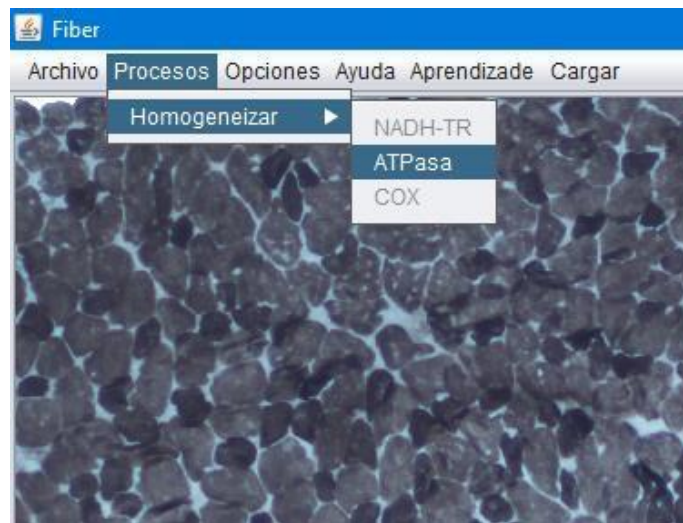 Fiber
Archivo Procesos Opciones Ayuda Aprendizade Cargar
Homogeneizar
NADH-TR
ATPasa
COX